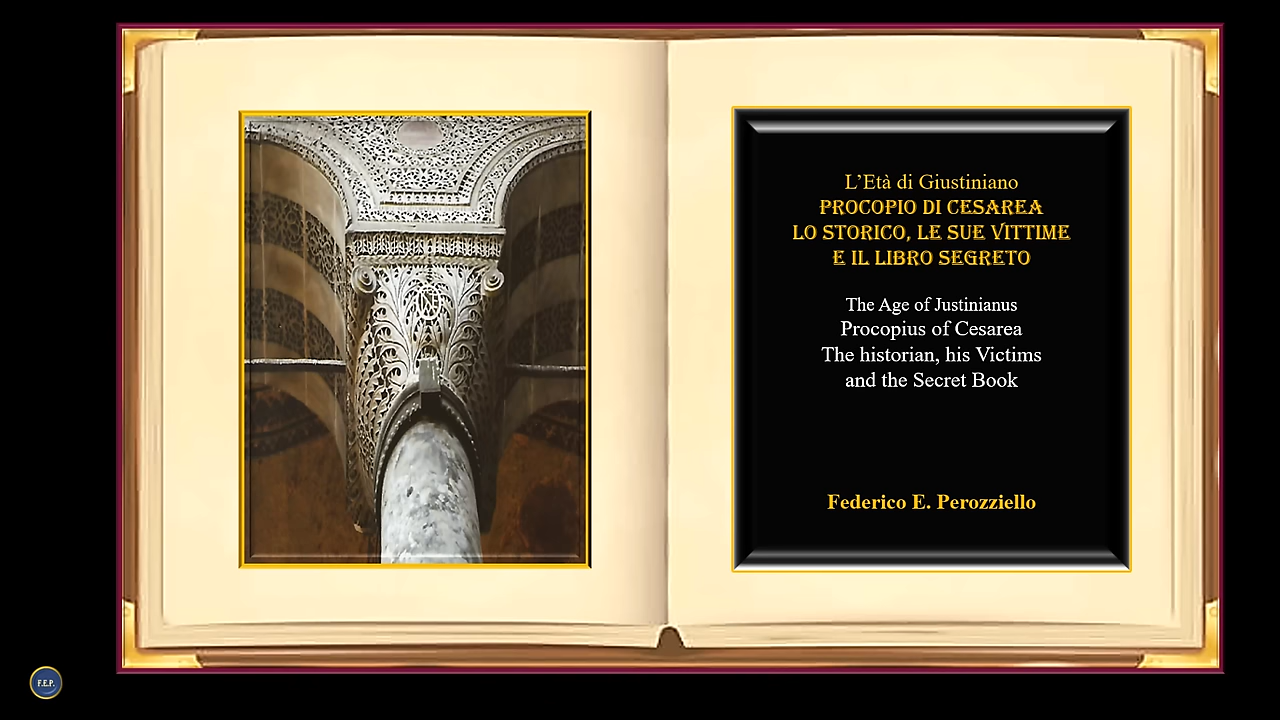 L'Età di Giustiniano
PROCOPIO DI CESAREA
LO STORICO, LE SUE VITTIME
E IL LIBRO SEGRETO
The Age of Justinianus
Procopius of Cesarea
The historian, his Victims
and the Secret Book
Federico E. Perozziello
F.E.P.